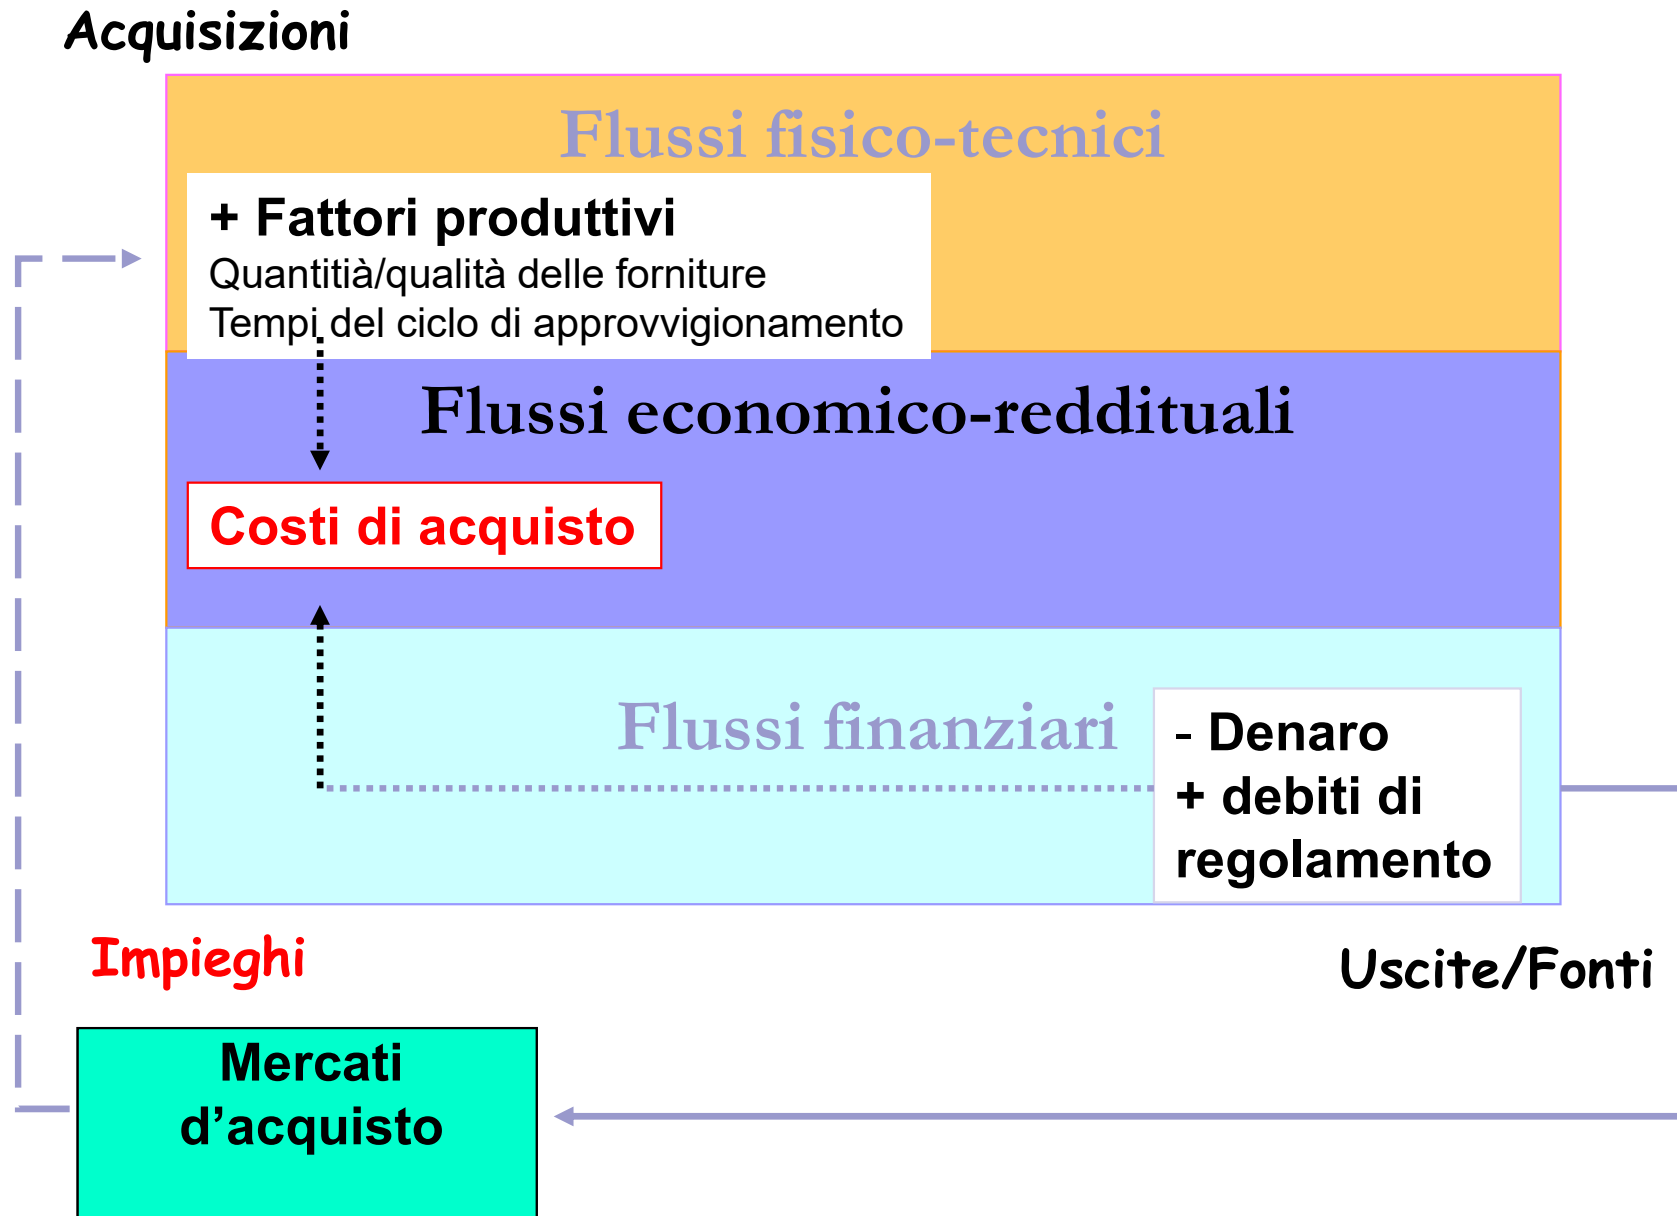 Acquisizioni
Flussi fisico-tecnici
+ Fattori produttivi
Quantitià/qualità delle forniture
Tempi del ciclo di approvvigionamento
Flussi economico-reddituali
Costi di acquisto
Flussi finanziari
- Denaro
+ debiti di
regolamento
Impieghi
Uscite/Fonti
Mercati
d’acquisto